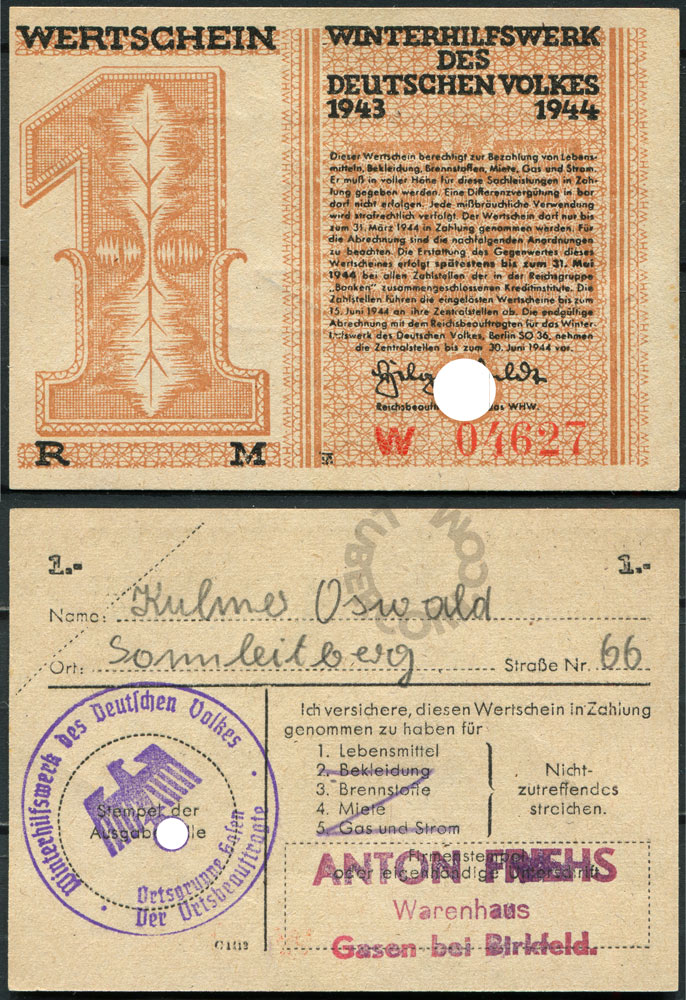 WERTSCHEIN
1
R M
WINTERHILFSWERK
DES
DEUTSCHEN VOLKES
1943 1944
Dieser Wertschein berechtigt zur Bezahlung von Lebens-
mitteln, Bekleidung, Brennstoffen, Miete, Gas und Strom.
Er muß in voller Höhe für diese Sachleistungen in Zah-
lung gegeben werden. Eine Differenzvergütung in bar
darf nicht erfolgen. Jede mißbräuchliche Verwendung
wird strafrechtlich verfolgt. Der Wertschein darf nur bis
zum 31. März 1944 in Zahlung genommen werden. Für
die Abrechnung sind die nachfolgenden Anordnungen
zu beachten. Die Erstattung des Gegenwertes dieses
Wertscheines erfolgt spätestens bis zum 31. Mai
1944 bei allen Zahlstellen der in der Reichsgruppe
„Banken" zusammengeschlossenen Kreditinstitute. Die
Zahlstellen führen die eingelösten Wertscheine bis zum
15. Juni 1944 an ihre Zentralstellen ab. Die endgültige
Abrechnung mit dem Reichsbeauftragten für das Winter-
hilfswerk des Deutschen Volkes, Berlin SO 36, nehmen
die Zentralstellen bis zum 30. Juni 1944 vor.
WHW.
W 04627
1.- 1.-
Name: Kulmer Oswald
Ort: Sonnleitberg Straße Nr. 66
Winterhilfswerk des Deutschen Volkes
Stempel der
Ortsgruppe Gasen
Der Ortsbeauftragte
Ich versichere, diesen Wertschein in Zahlung
genommen zu haben für
1. Lebensmittel
2. Bekleidung
3. Brennstoffe
4. Miete
5. Gas und Strom
Nicht-
zutreffendes
streichen.
Firmenstempel
oder eigenhändige Unterschrift
ANTON FRIEHS
Warenhaus
Gasen bei Birkfeld.